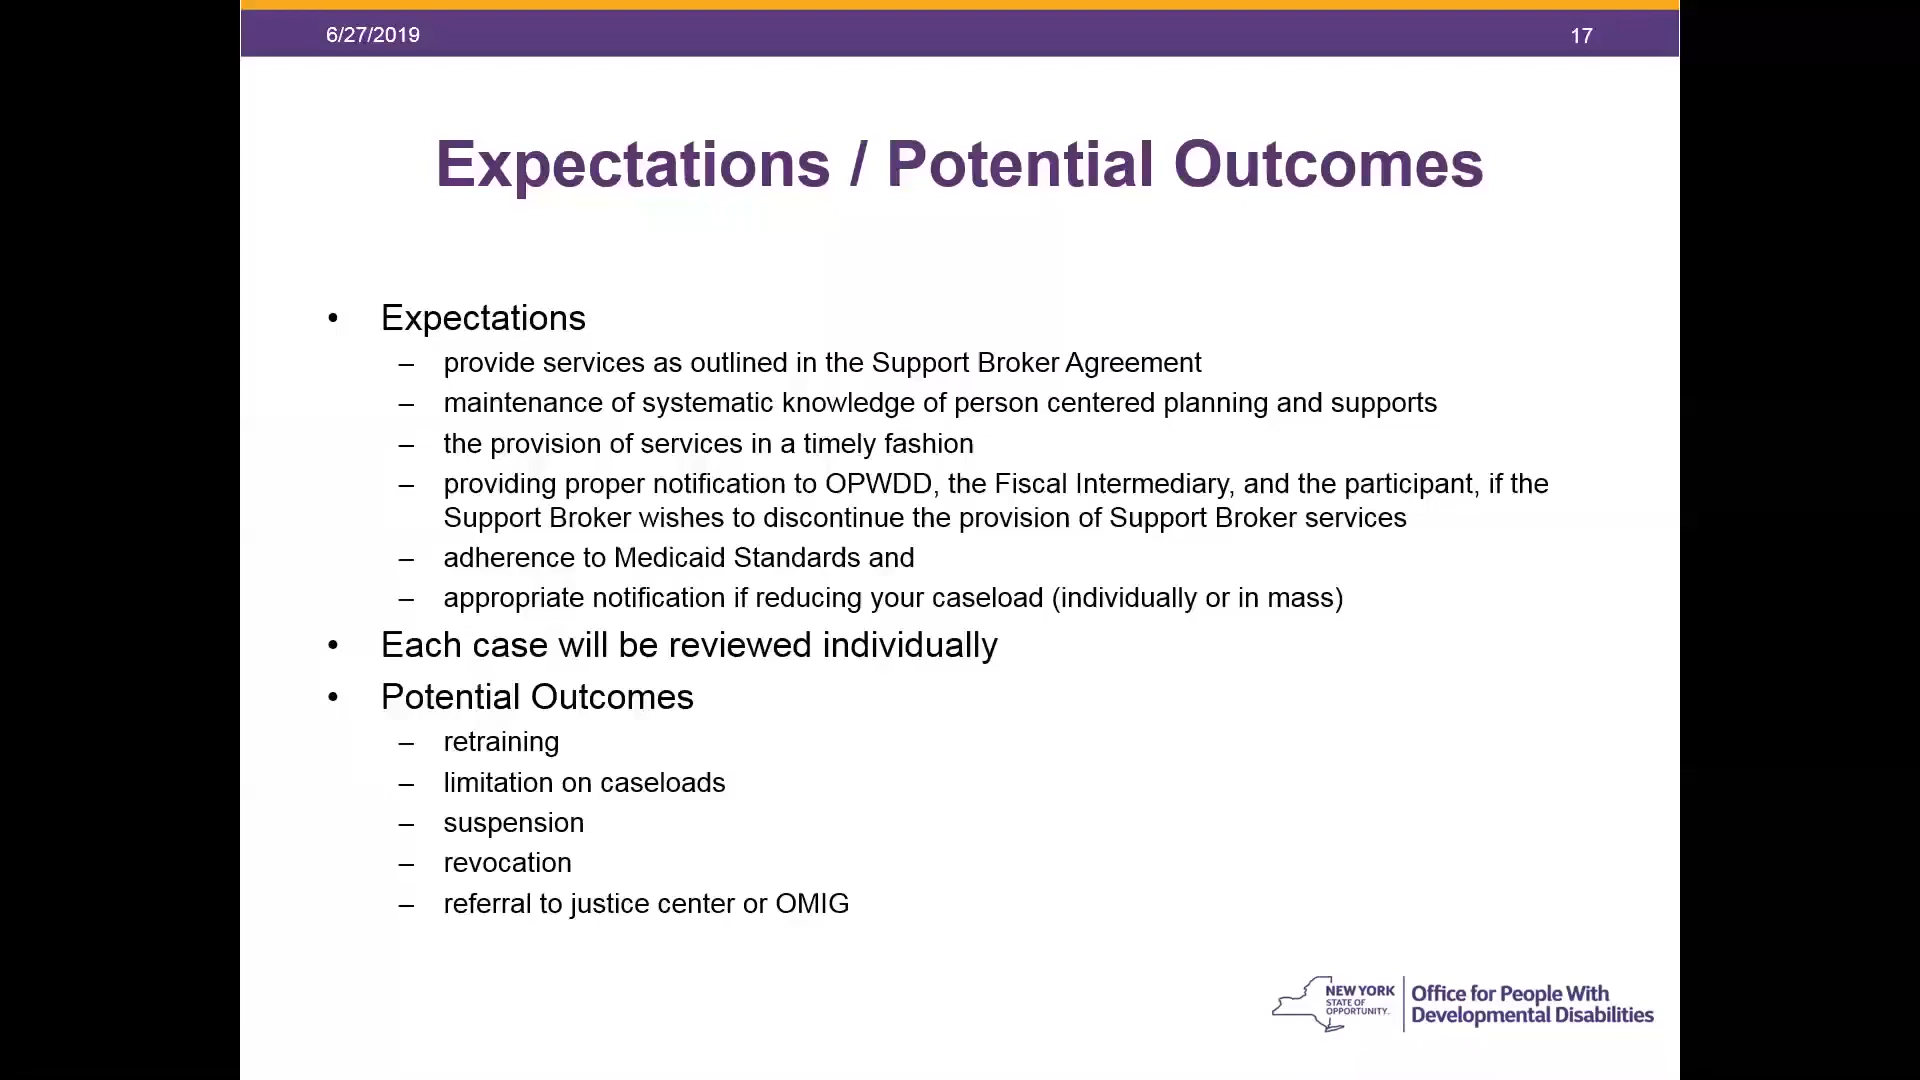 6/27/2019
17
Expectations / Potential Outcomes
• Expectations
– provide services as outlined in the Support Broker Agreement
– maintenance of systematic knowledge of person centered planning and supports
– the provision of services in a timely fashion
– providing proper notification to OPWDD, the Fiscal Intermediary, and the participant, if the
Support Broker wishes to discontinue the provision of Support Broker services
– adherence to Medicaid Standards and
– appropriate notification if reducing your caseload (individually or in mass)
• Each case will be reviewed individually
• Potential Outcomes
– retraining
– limitation on caseloads
– suspension
– revocation
– referral to justice center or OMIG
NEW YORK
STATE OF
OPPORTUNITY.
Office for People With
Developmental Disabilities